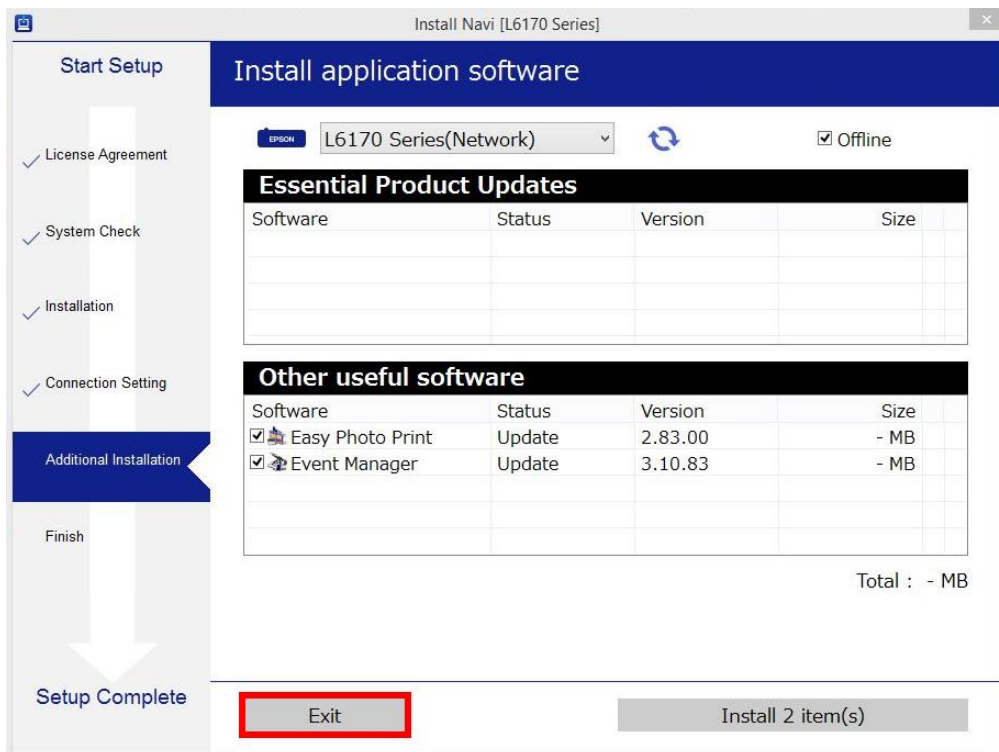 Install Navi [L6170 Series]
Start Setup
License Agreement
System Check
Installation
Connection Setting
Additional Installation
Finish
Setup Complete
Install application software
EPSON L6170 Series(Network) Offline
Essential Product Updates
Software Status Version Size
Other useful software
Software Status Version Size
Easy Photo Print Update 2.83.00 - MB
Event Manager Update 3.10.83 - MB
Total : - MB
Exit Install 2 item(s)